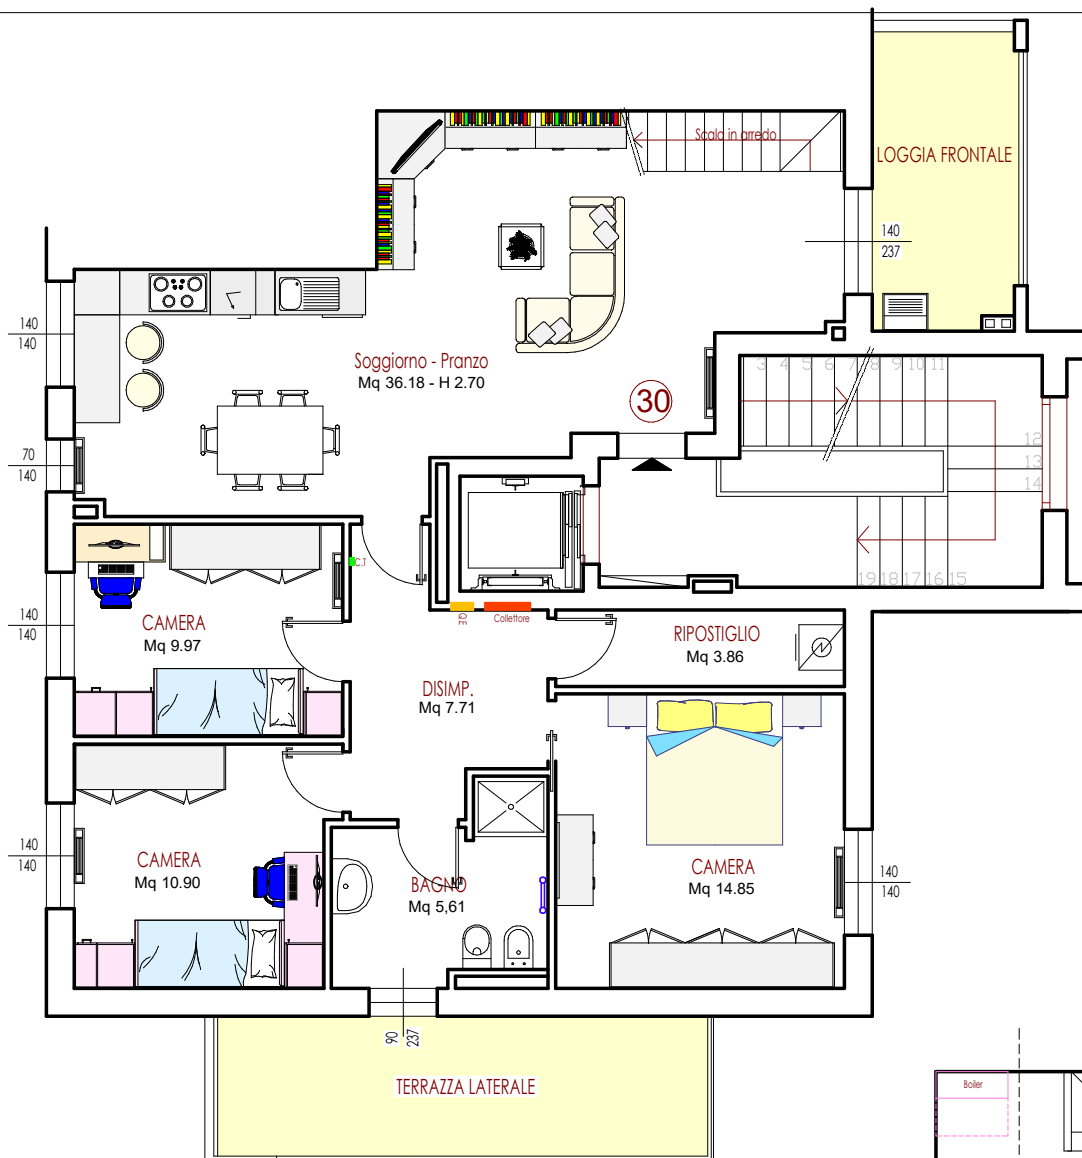 Scala in arredo
LOGGIA FRONTALE
140
237
140
140
Soggiorno - Pranzo
Mq 36.18 - H 2.70
30
3 4 5 6 7 8 9 10 11
12
13
14
70
140
C.T
19 18 17 16 15
Q.E
Collettore
140
140
CAMERA
Mq 9.97
RIPOSTIGLIO
Mq 3.86
DISIMP.
Mq 7.71
140
140
CAMERA
Mq 10.90
BAGNO
Mq 5,61
CAMERA
Mq 14.85
140
140
90
237
TERRAZZA LATERALE
Boiler